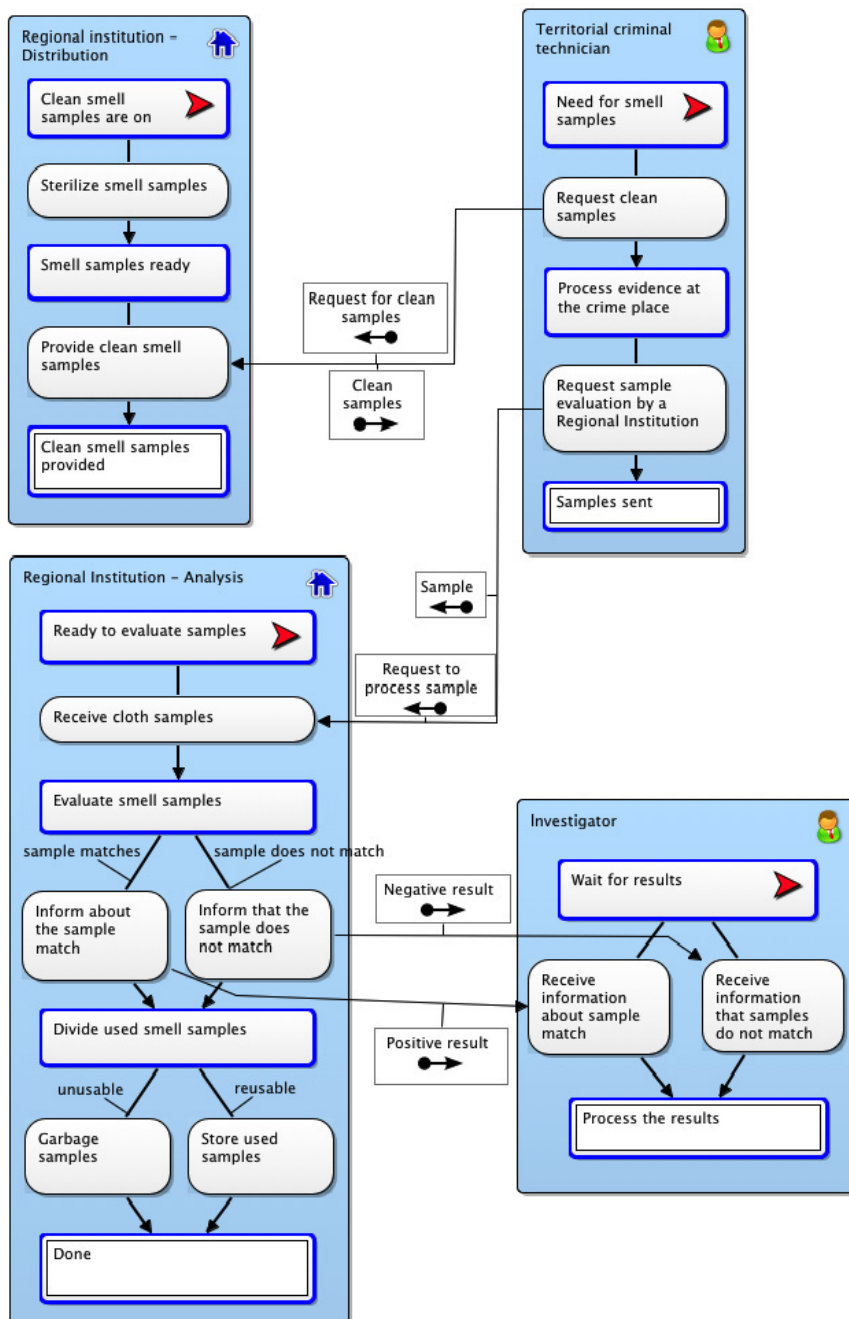 Regional institution –
Distribution
Clean smell
samples are on
Sterilize smell samples
Smell samples ready
Provide clean smell
samples
Clean smell samples
provided
Territorial criminal
technician
Need for smell
samples
Request clean
samples
Process evidence at
the crime place
Request sample
evaluation by a
Regional Institution
Samples sent
Request for clean
samples
Clean
samples
Sample
Request to
process sample
Regional Institution – Analysis
Ready to evaluate samples
Receive cloth samples
Evaluate smell samples
sample matches
sample does not match
Inform about
the sample
match
Inform that the
sample does
not match
Divide used smell samples
unusable
reusable
Garbage
samples
Store used
samples
Done
Negative result
Positive result
Investigator
Wait for results
Receive
information
about sample
match
Receive
information
that samples
do not match
Process the results